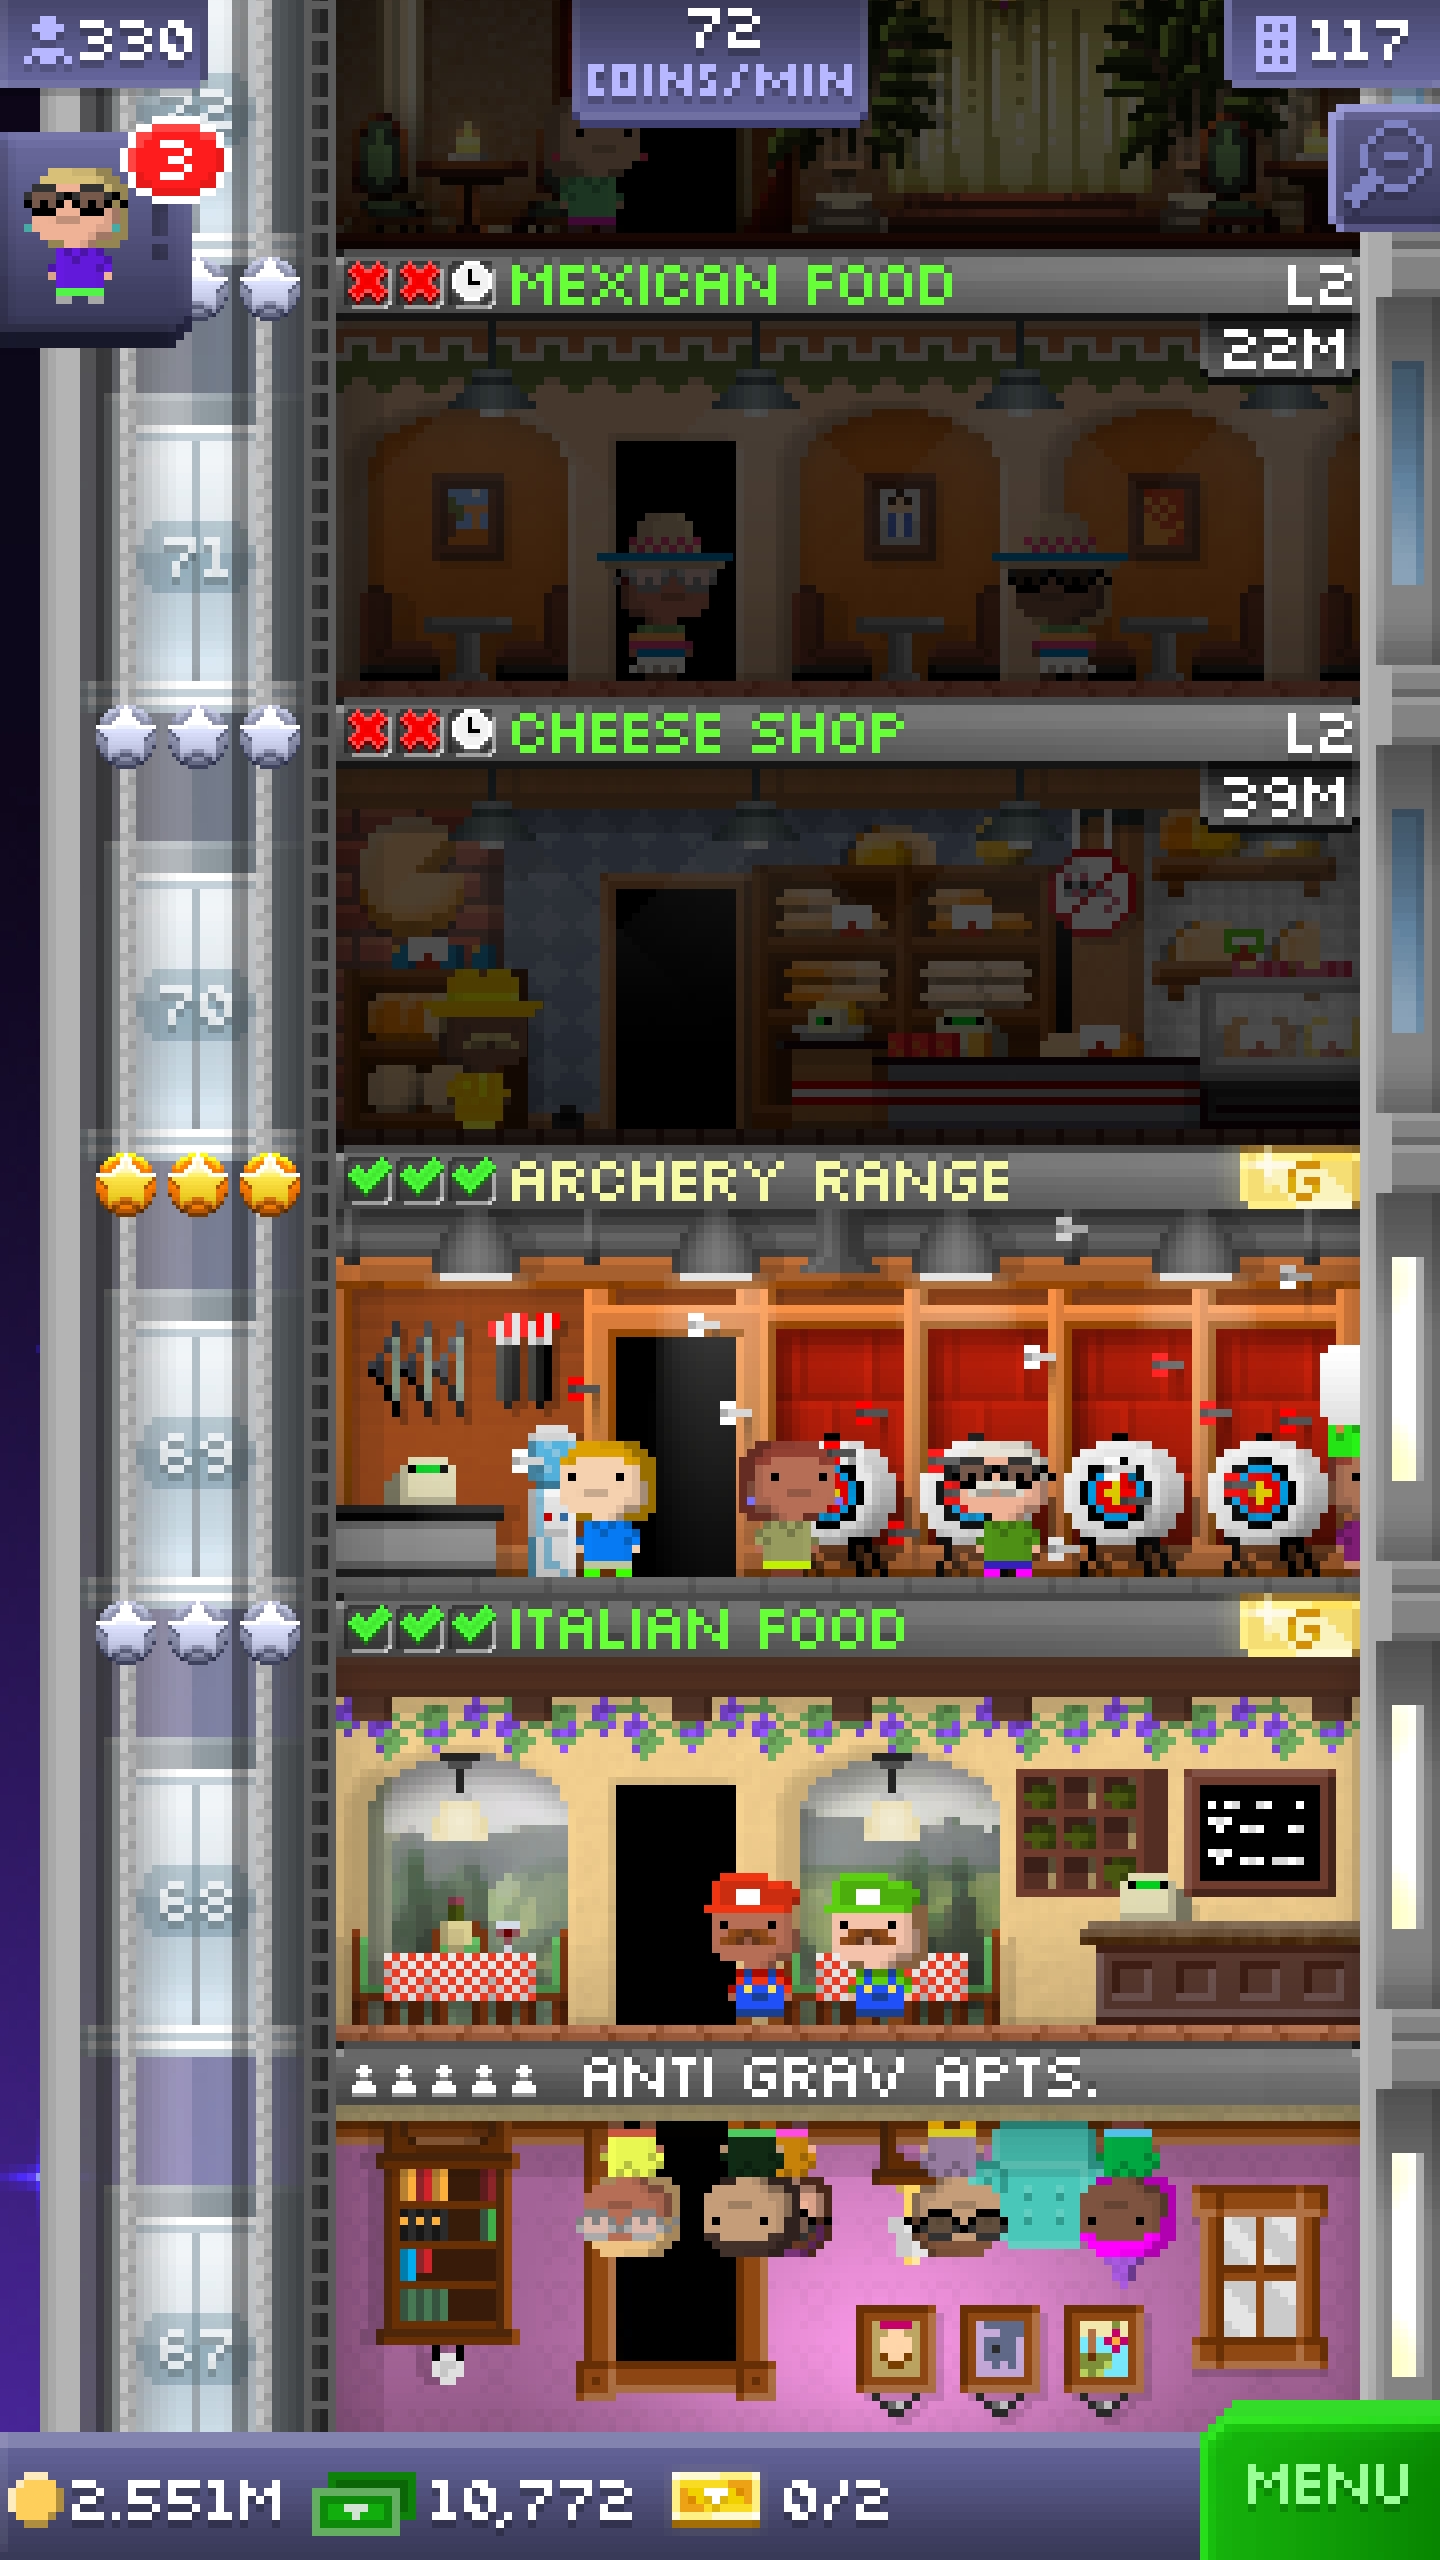 330
72
COINS/MIN
117
3
MEXICAN FOOD
L2
22M
71
CHEESE SHOP
L2
39M
70
ARCHERY RANGE
G
69
ITALIAN FOOD
G
68
ANTI GRAV APTS.
67
2.551M
10,772
0/2
MENU